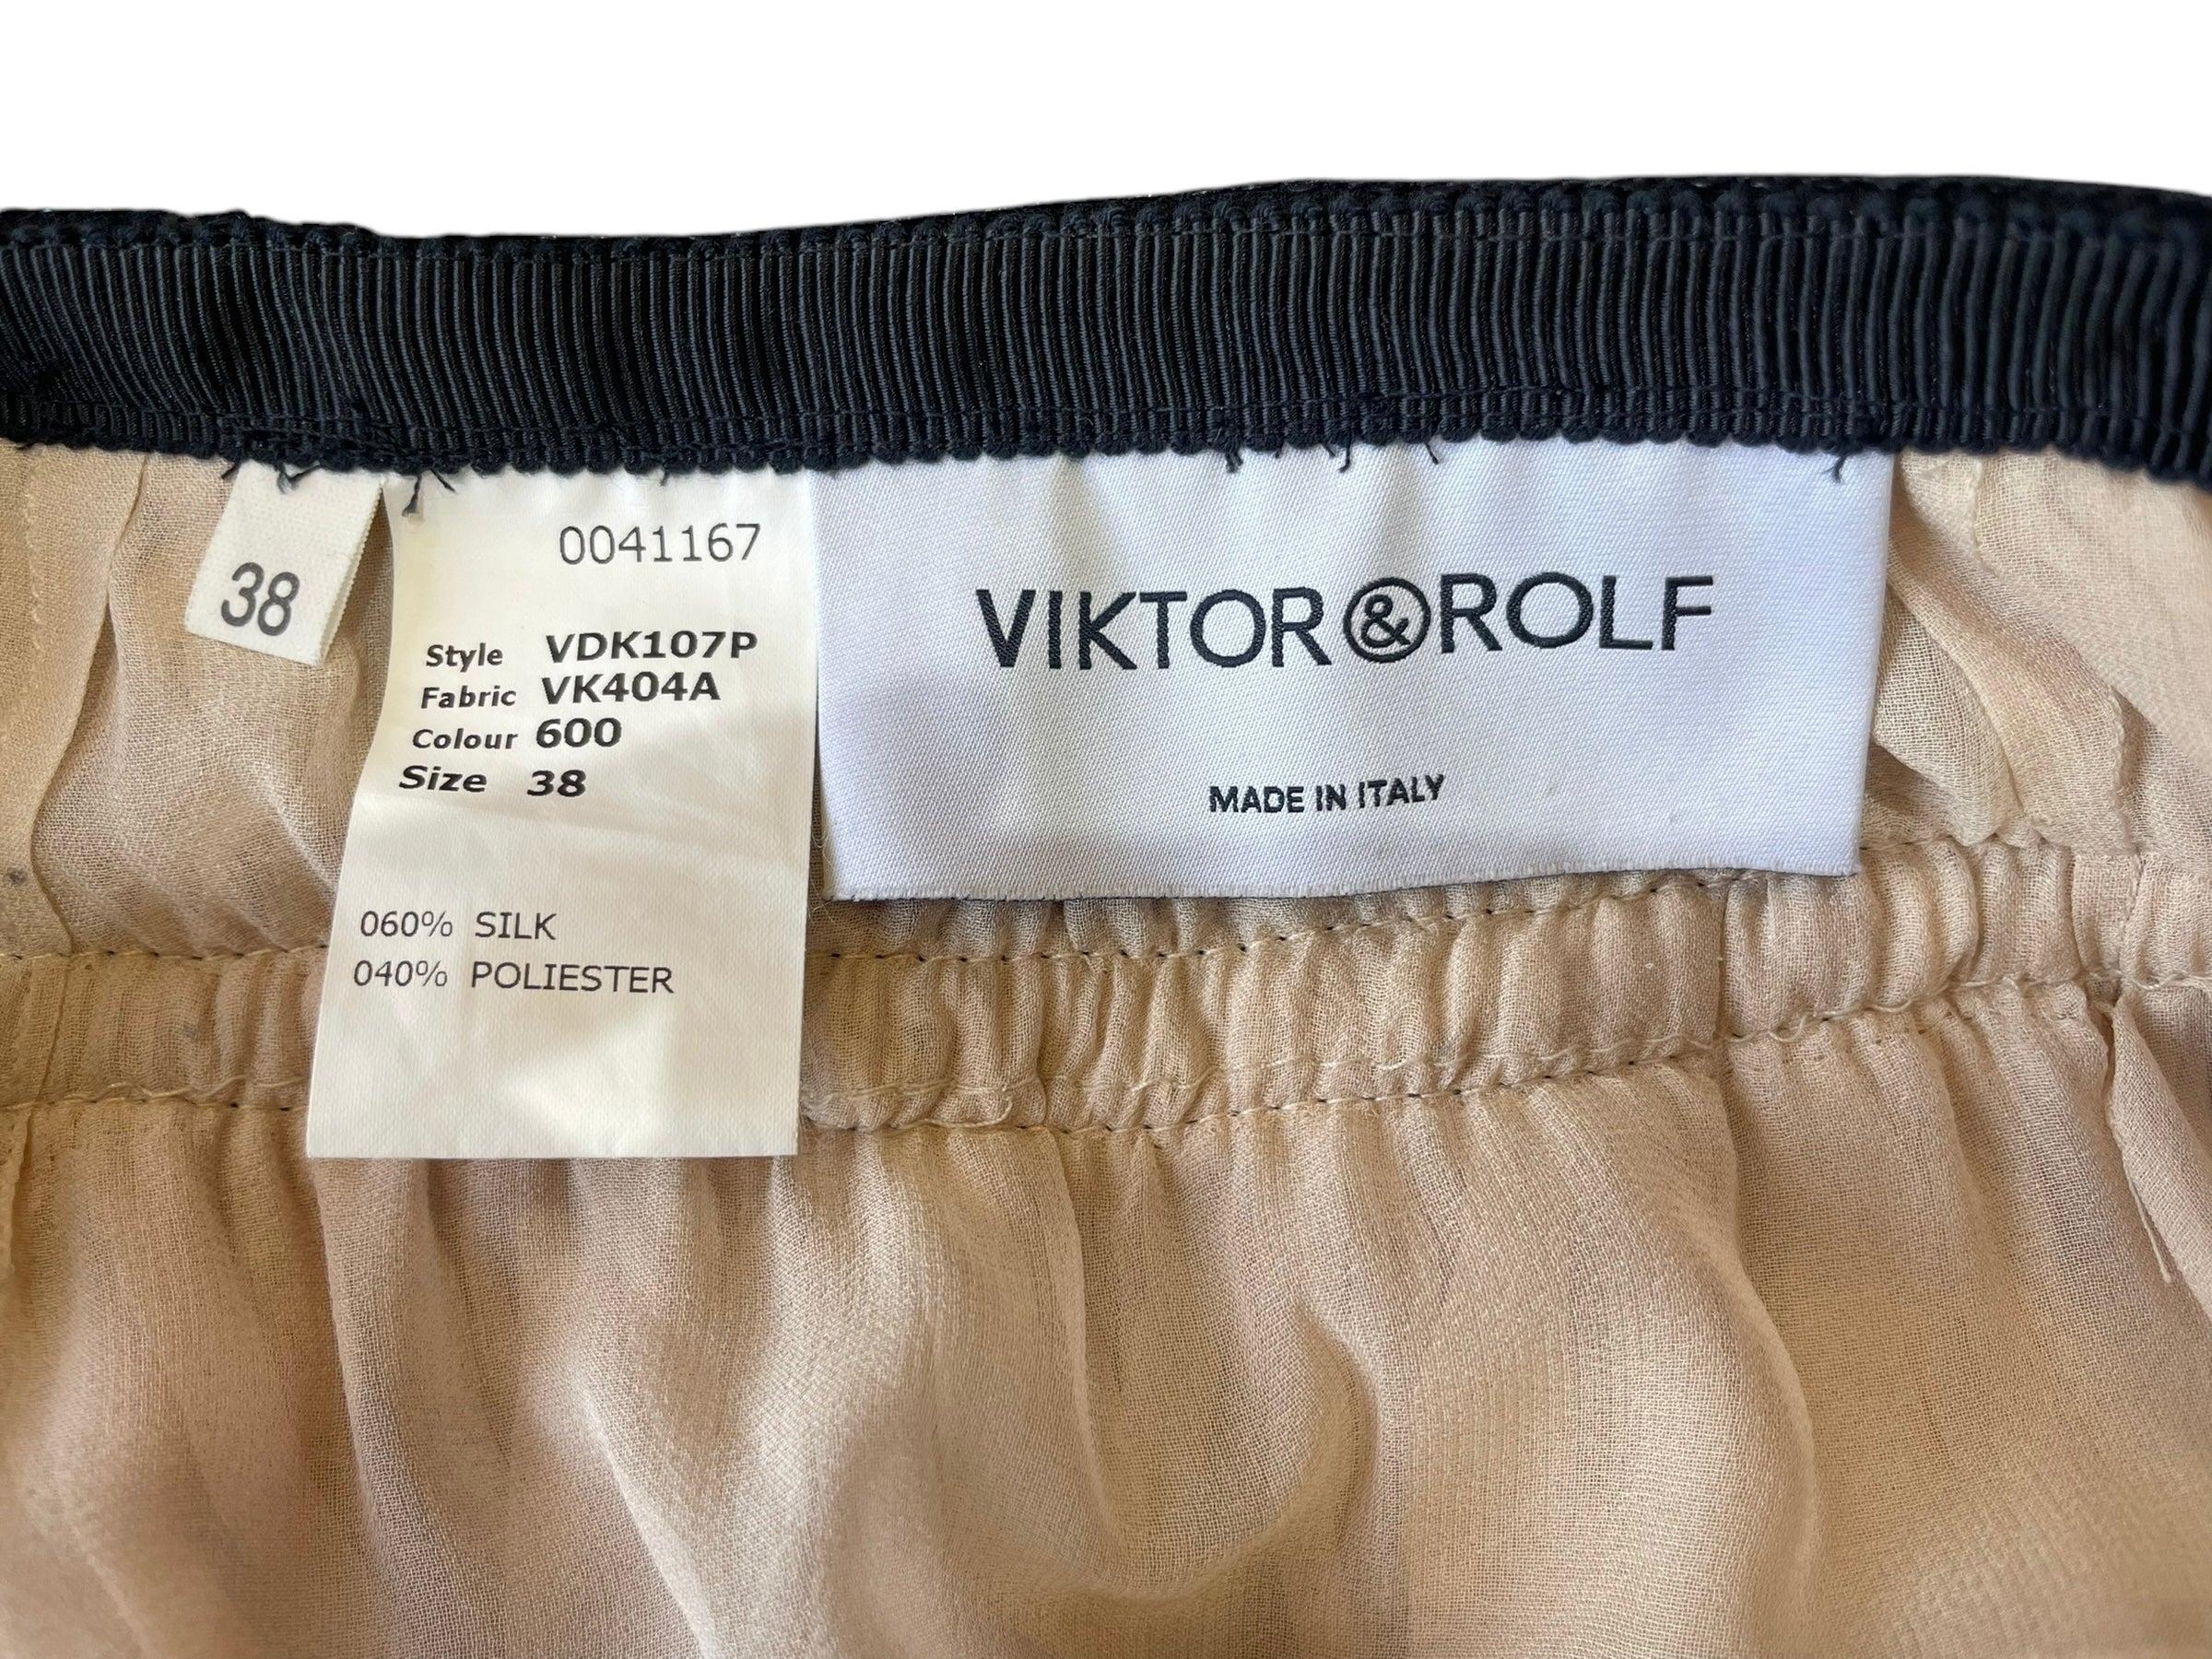 38
0041167
Style VDK107P
Fabric VK404A
Colour 600
Size 38
060% SILK
040% POLIESTER
VIKTOR&ROLF
MADE IN ITALY